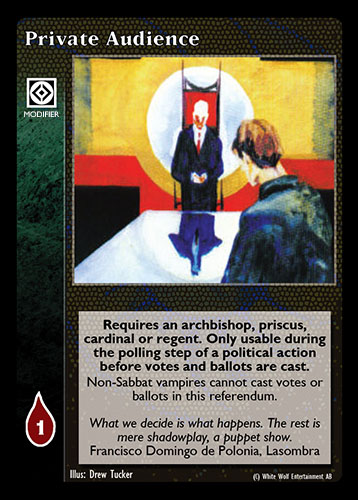 Private Audience
MODIFIER
Requires an archbishop, priscus,
cardinal or regent. Only usable during
the polling step of a political action
before votes and ballots are cast.
Non-Sabbat vampires cannot cast votes or
ballots in this referendum.
What we decide is what happens. The rest is
mere shadowplay, a puppet show.
Francisco Domingo de Polonia, Lasombra
1
Illus: Drew Tucker
(C) White Wolf Entertainment AB